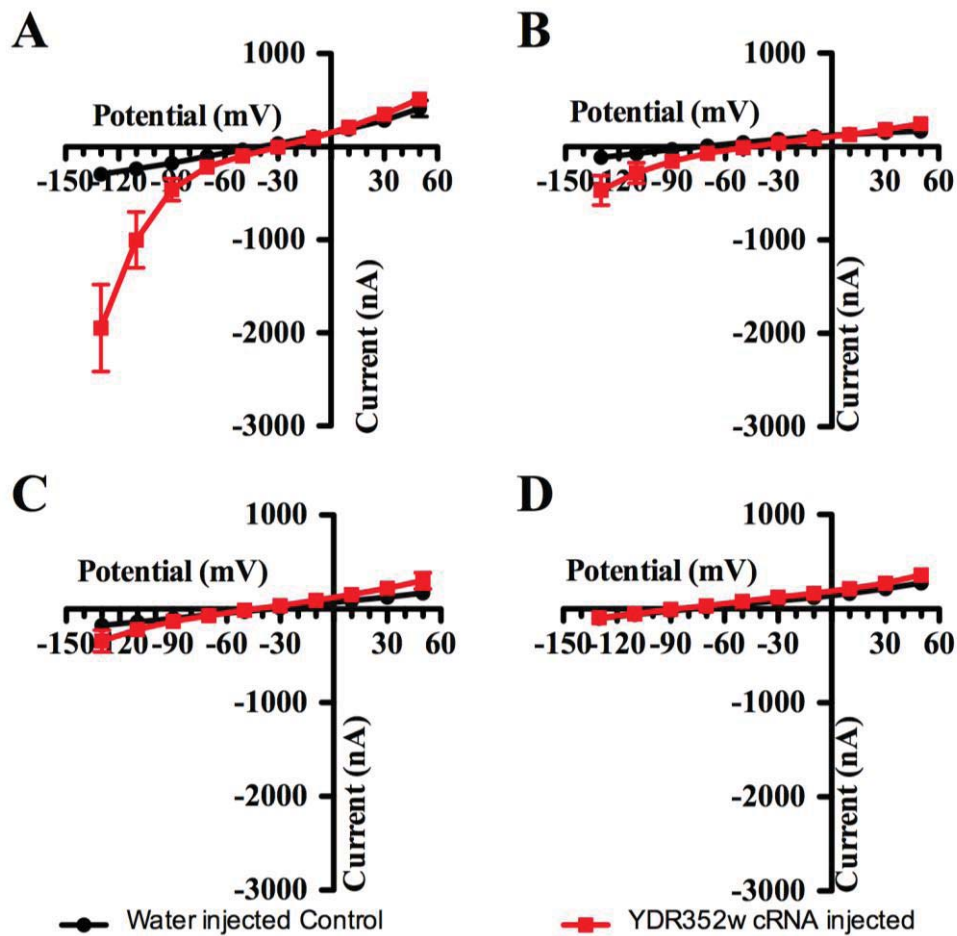 A
B
1000
1000
Potential (mV)
Potential (mV)
-150 -120 -90 -60 -30 30 60
-150 -120 -90 -60 -30 30 60
-1000
-1000
-2000
-2000
-3000
-3000
Current (nA)
Current (nA)
C
D
1000
1000
Potential (mV)
Potential (mV)
-150 -120 -90 -60 -30 30 60
-150 -120 -90 -60 -30 30 60
-1000
-1000
-2000
-2000
-3000
-3000
Current (nA)
Current (nA)
Water injected Control
YDR352w cRNA injected